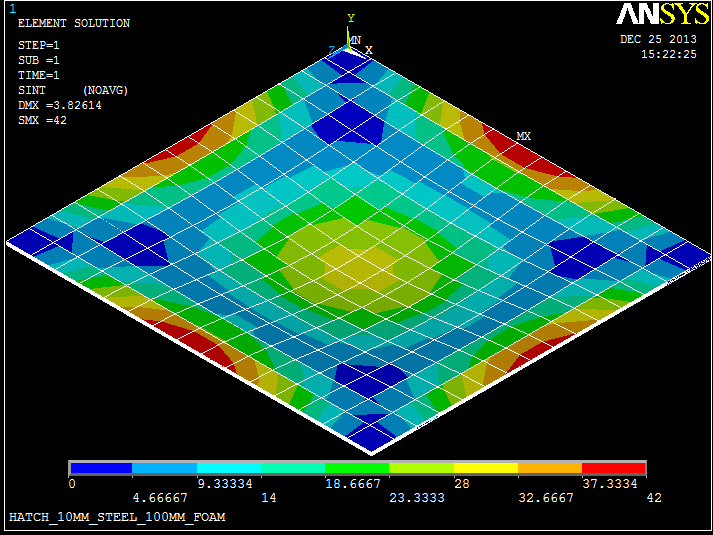 1
ANSYS
ELEMENT SOLUTION
DEC 25 2013
15:22:25
STEP=1
SUB =1
TIME=1
SINT (NOAVG)
DMX =3.82614
SMX =42
Y
MN
Z X
MX
0 9.33334 18.6667 28 37.3334
4.66667 14 23.3333 32.6667 42
HATCH_10MM_STEEL_100MM_FOAM